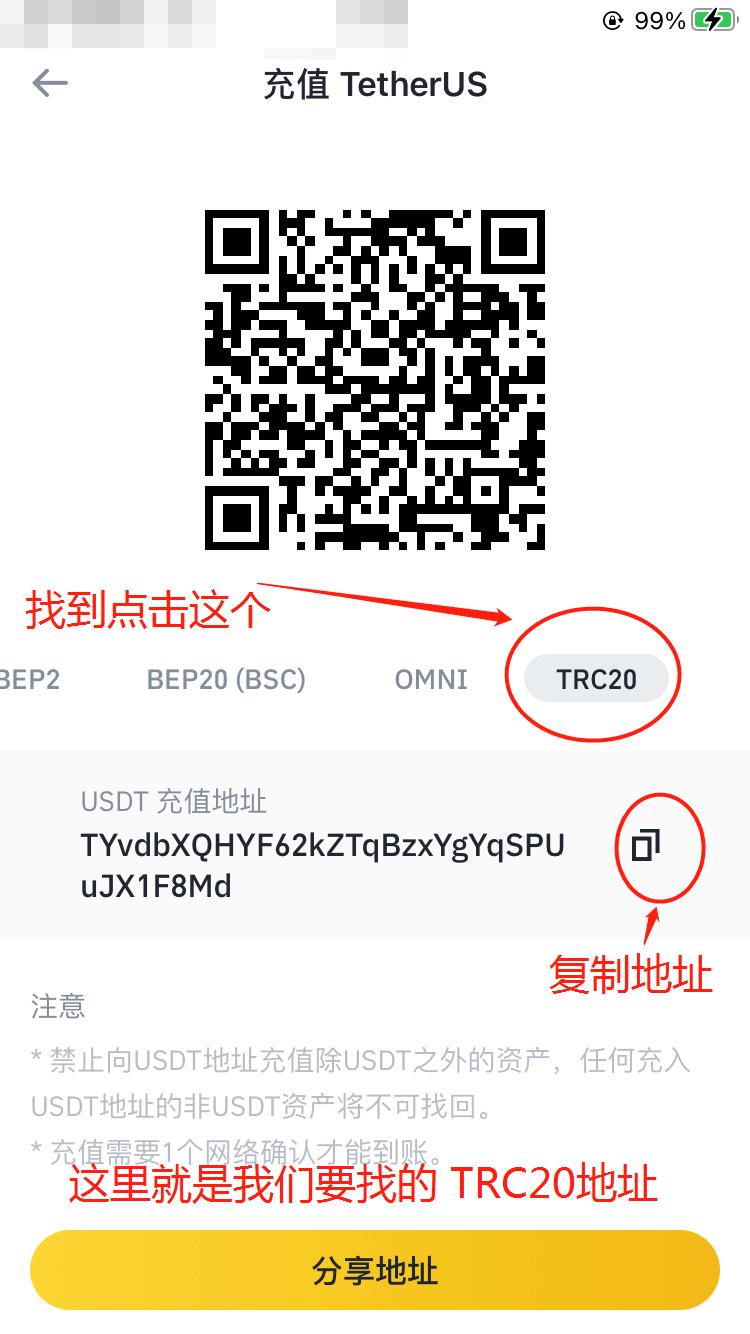 99%
充值 TetherUS
找到点击这个
BEP2
BEP20 (BSC)
OMNI
TRC20
USDT 充值地址
TYvdbXQHYF62kZTqBzxYgYqSPU
uJX1F8Md
复制地址
注意
* 禁止向USDT地址充值除USDT之外的资产，任何充入
USDT地址的非USDT资产将不可找回。
* 充值需要1个网络确认才能到账。
这里就是我们要找的 TRC20地址
分享地址